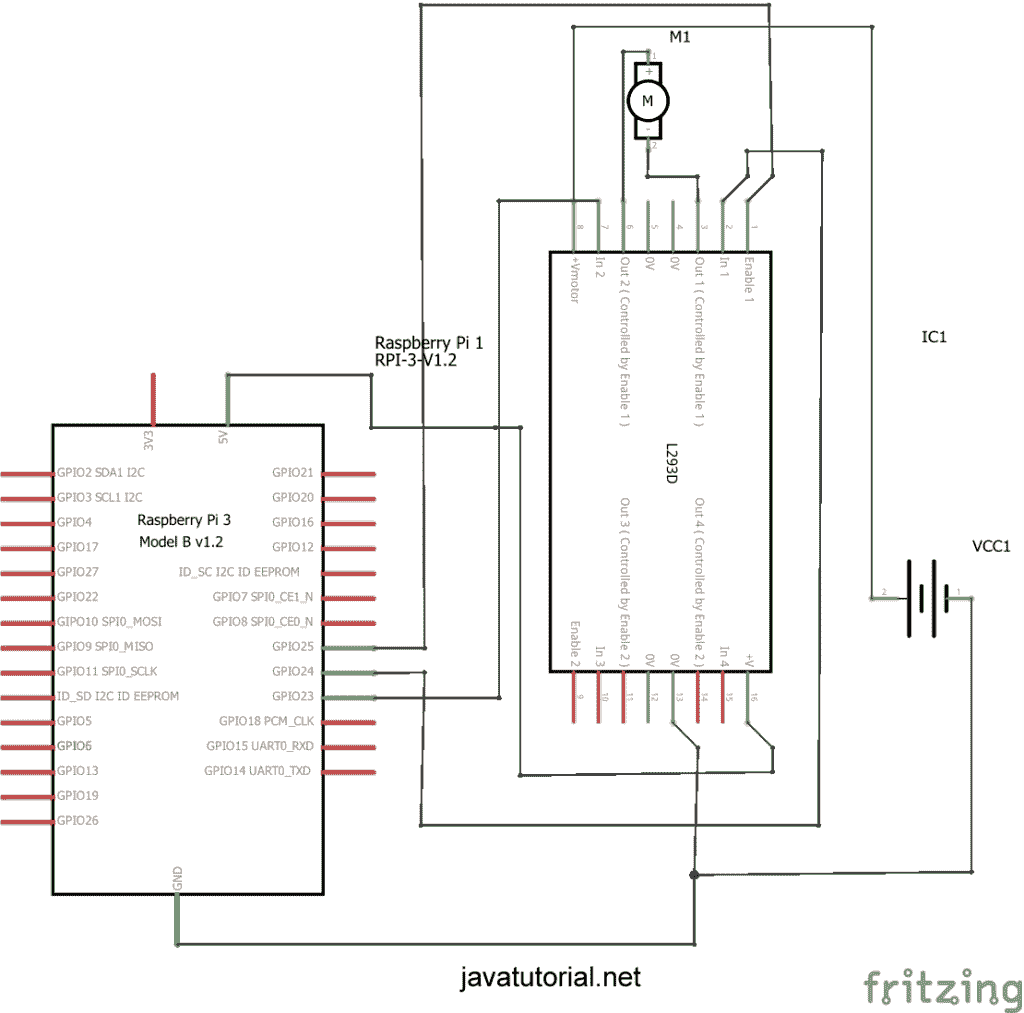 M1
1
+
M
-
2
8
7
6
5
4
3
2
1
+Vmotor
In 2
Out 2 ( Controlled by Enable 1 )
0V
0V
Out 1 ( Controlled by Enable 1 )
In 1
Enable 1
IC1
Raspberry Pi 1
RPI-3-V1.2
3V3
5V
L293D
GPIO2 SDA1 I2C
GPIO21
GPIO3 SCL1 I2C
GPIO20
GPIO4
GPIO16
Raspberry Pi 3
Model B v1.2
GPIO17
GPIO12
GPIO27
ID_SC I2C ID EEPROM
GPIO22
GPIO7 SPI0_CE1_N
GIPO10 SPI0_MOSI
GPIO8 SPI0_CE0_N
GPIO9 SPI0_MISO
GPIO25
GPIO11 SPI0_SCLK
GPIO24
ID_SD I2C ID EEPROM
GPIO23
GPIO5
GPIO18 PCM_CLK
GPIO6
GPIO15 UART0_RXD
GPIO13
GPIO14 UART0_TXD
GPIO19
GPIO26
GND
VCC1
2
1
Enable 2
In 3
Out 3 ( Controlled by Enable 2 )
0V
0V
Out 4 ( Controlled by Enable 2 )
In 4
+V
9
10
11
12
13
14
15
16
javatutorial.net
fritzing